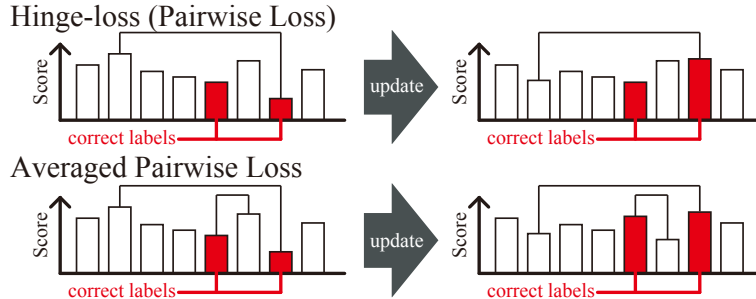 Hinge-loss (Pairwise Loss)
Score
update
Score
correct labels
correct labels
Averaged Pairwise Loss
Score
update
Score
correct labels
correct labels